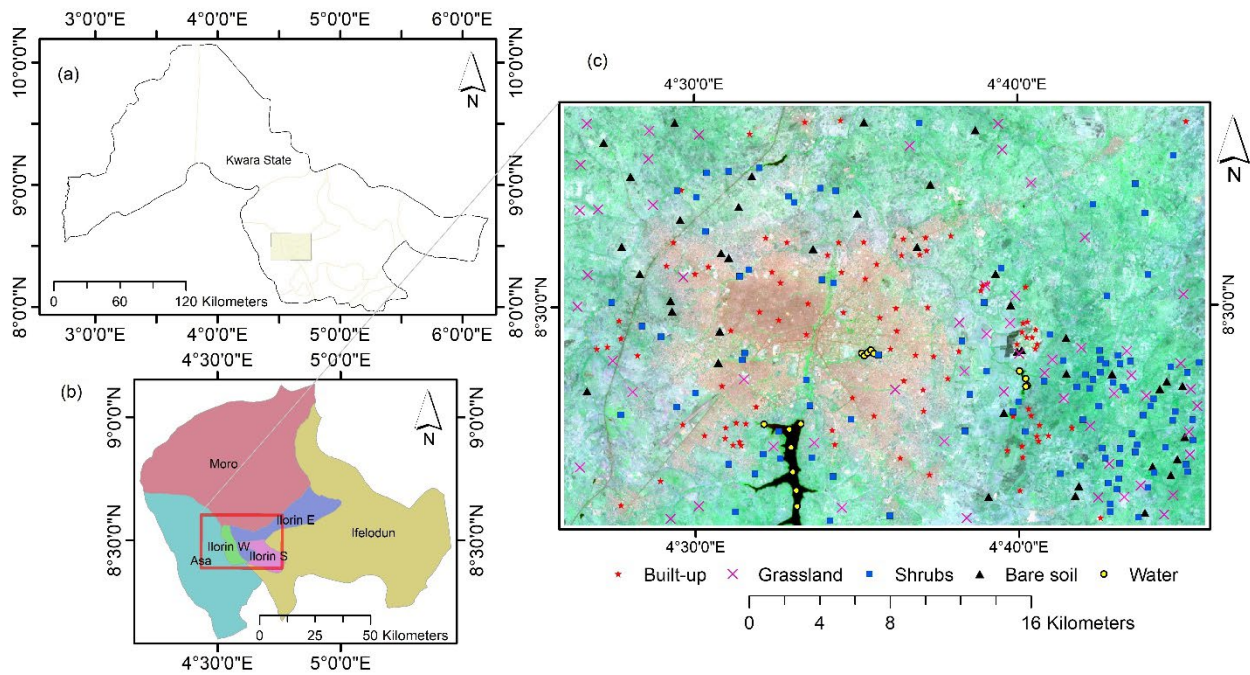 3°0'0"E 4°0'0"E 5°0'0"E 6°0'0"E
(a)
N
Kwara State
10°0'0"N
9°0'0"N
8°0'0"N
10°0'0"N
9°0'0"N
8°0'0"N
0 60 120 Kilometers
3°0'0"E 4°0'0"E 5°0'0"E 6°0'0"E
4°30'0"E 5°0'0"E
(b)
N
9°0'0"N
8°30'0"N
9°0'0"N
8°30'0"N
Moro
Ilorin E
Ifelodun
Ilorin W
Asa
Ilorin S
0 25 50 Kilometers
4°30'0"E 5°0'0"E
(c)
4°30'0"E 4°40'0"E
N
8°30'0"N
8°30'0"N
4°30'0"E 4°40'0"E
Built-up Grassland Shrubs Bare soil Water
0 4 8 16 Kilometers